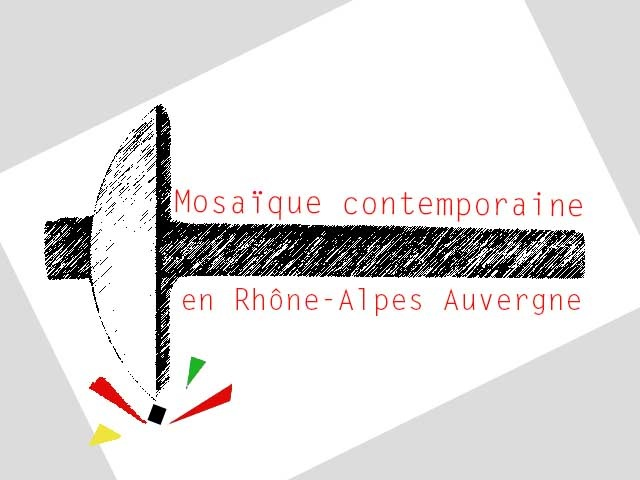 Mosaïque contemporaine
en Rhône-Alpes Auvergne